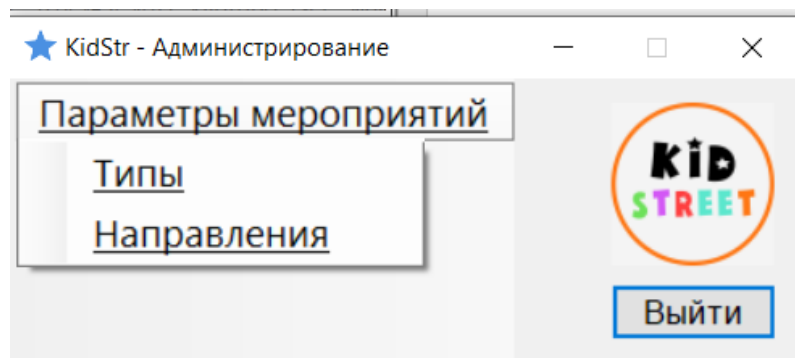 KidStr - Администрирование
Параметры мероприятий
Типы
Направления
KiD
STREET
Выйти